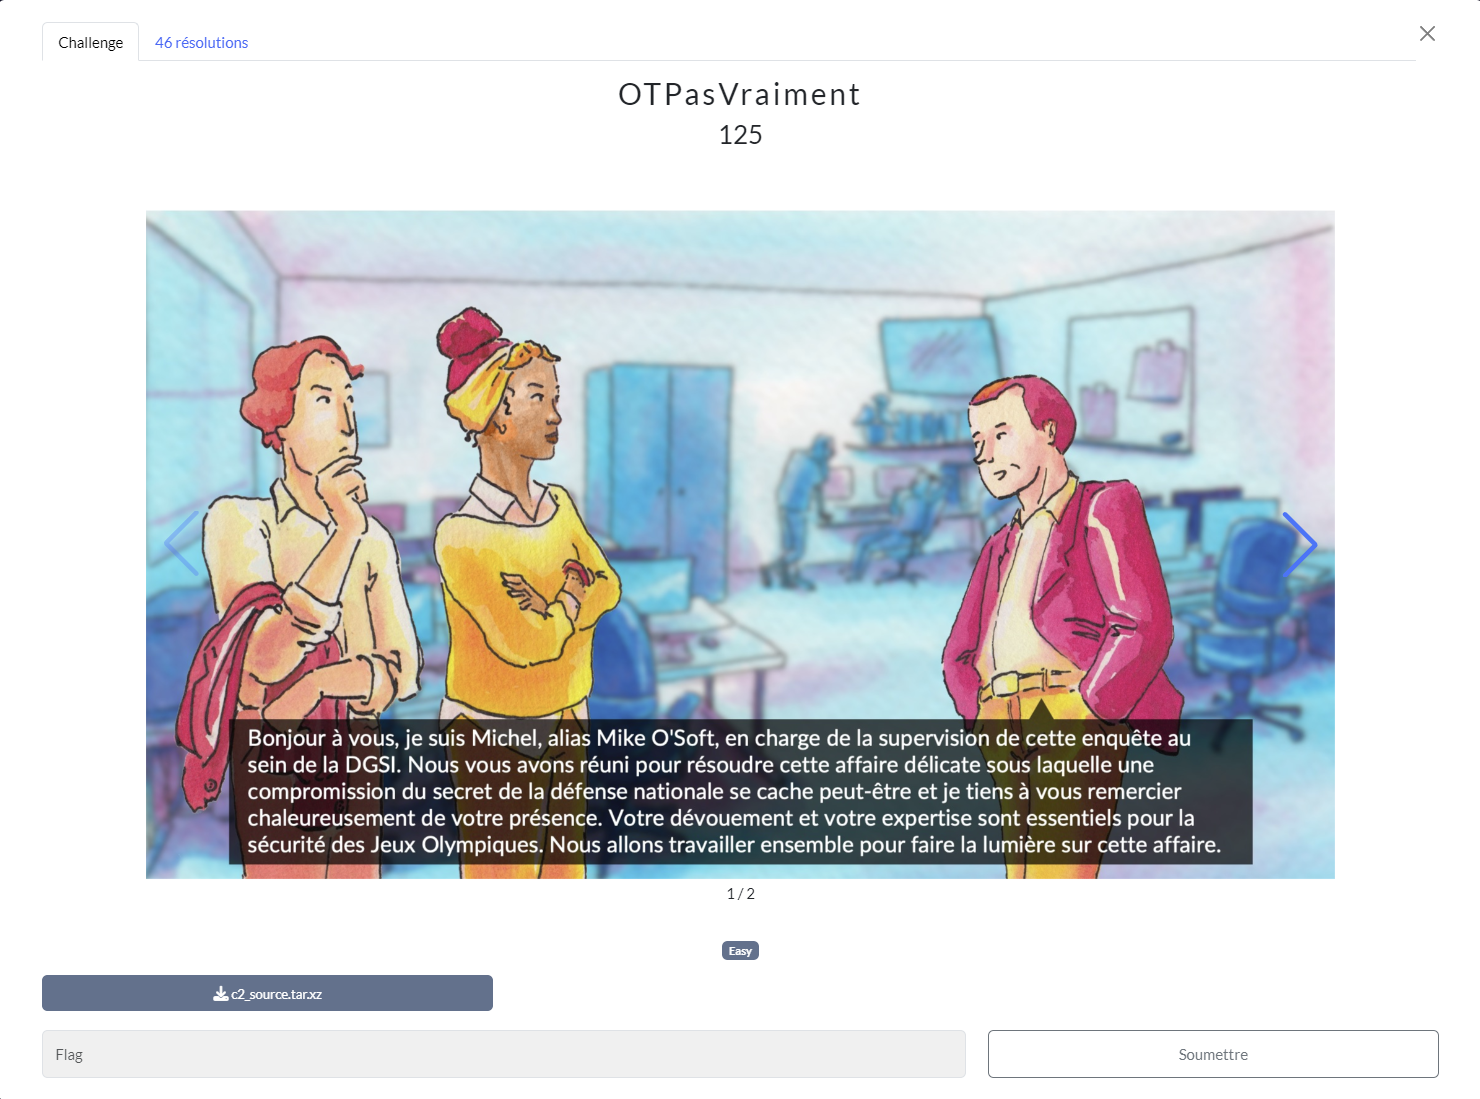 Challenge
46 résolutions
OTPasVraiment
125
Bonjour à vous, je suis Michel, alias Mike O'Soft, en charge de la supervision de cette enquête au
sein de la DGSI. Nous vous avons réuni pour résoudre cette affaire délicate sous laquelle une
compromission du secret de la défense nationale se cache peut-être et je tiens à vous remercier
chaleureusement de votre présence. Votre dévouement et votre expertise sont essentiels pour la
sécurité des Jeux Olympiques. Nous allons travailler ensemble pour faire la lumière sur cette affaire.
1 / 2
Easy
c2_source.tar.xz
Flag
Soumettre